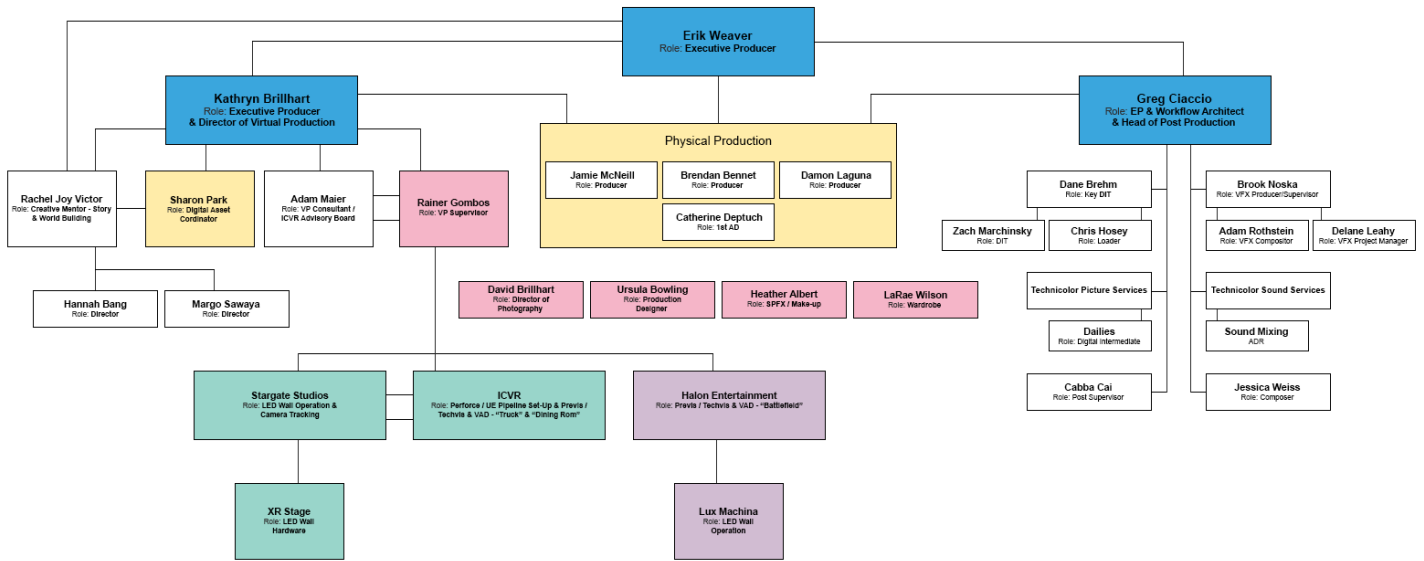 Erik Weaver
Role: Executive Producer
Kathryn Brillhart
Role: Executive Producer
& Director of Virtual Production
Greg Ciaccio
Role: EP & Workflow Architect
& Head of Post Production
Physical Production
Jamie McNeill
Role: Producer
Brendan Bennet
Role: Producer
Damon Laguna
Role: Producer
Catherine Deptuch
Role: 1st AD
Rachel Joy Victor
Role: Creative Mentor - Story
& World Building
Sharon Park
Role: Digital Asset
Cordinator
Adam Maier
Role: VP Consultant /
ICVR Advisory Board
Rainer Gombos
Role: VP Supervisor
Dane Brehm
Role: Key DIT
Brook Noska
Role: VFX Producer/Supervisor
Zach Marchinsky
Role: DIT
Chris Hosey
Role: Loader
Adam Rothstein
Role: VFX Compositor
Delane Leahy
Role: VFX Project Manager
Hannah Bang
Role: Director
Margo Sawaya
Role: Director
David Brillhart
Role: Director of
Photography
Ursula Bowling
Role: Production
Designer
Heather Albert
Role: SPFX / Make-up
LaRae Wilson
Role: Wardrobe
Technicolor Picture Services
Technicolor Sound Services
Dailies
Role: Digital Intermediate
Sound Mixing
ADR
Cabba Cai
Role: Post Supervisor
Jessica Weiss
Role: Composer
Stargate Studios
Role: LED Wall Operation &
Camera Tracking
ICVR
Role: Perforce / UE Pipeline Set-Up & Previs /
Techvis & VAD - “Truck” & “Dining Rom”
Halon Entertainment
Role: Previs / Techvis & VAD - “Battlefield”
XR Stage
Role: LED Wall
Hardware
Lux Machina
Role: LED Wall
Operation